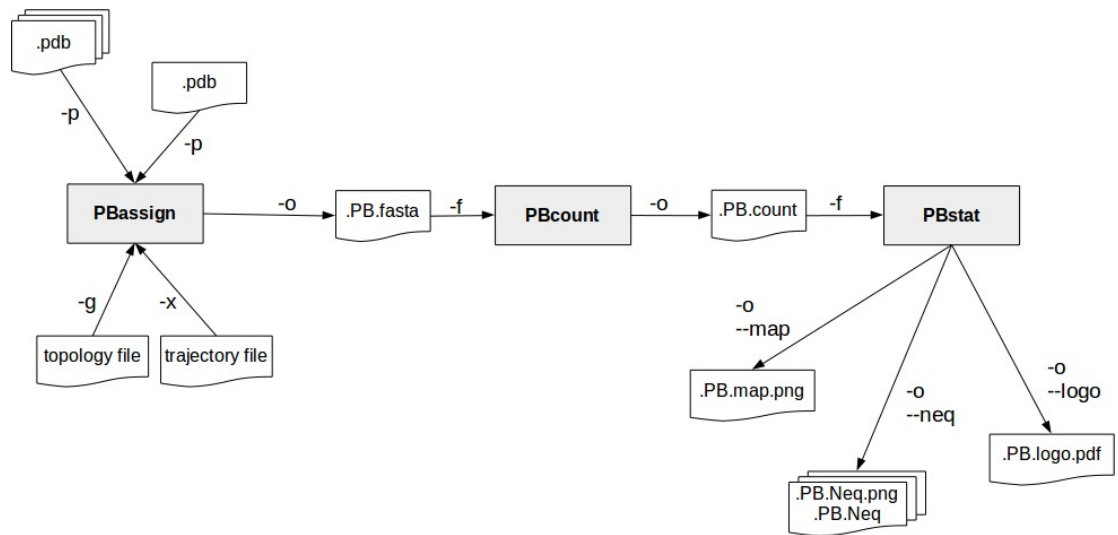 .pdb
.pdb
-p
-p
PBassign
-o
.PB.fasta
-f
PBcount
-o
.PB.count
-f
PBstat
-g
-x
topology file
trajectory file
-o
--map
.PB.map.png
-o
--neq
.PB.Neq.png
.PB.Neq
-o
--logo
.PB.logo.pdf